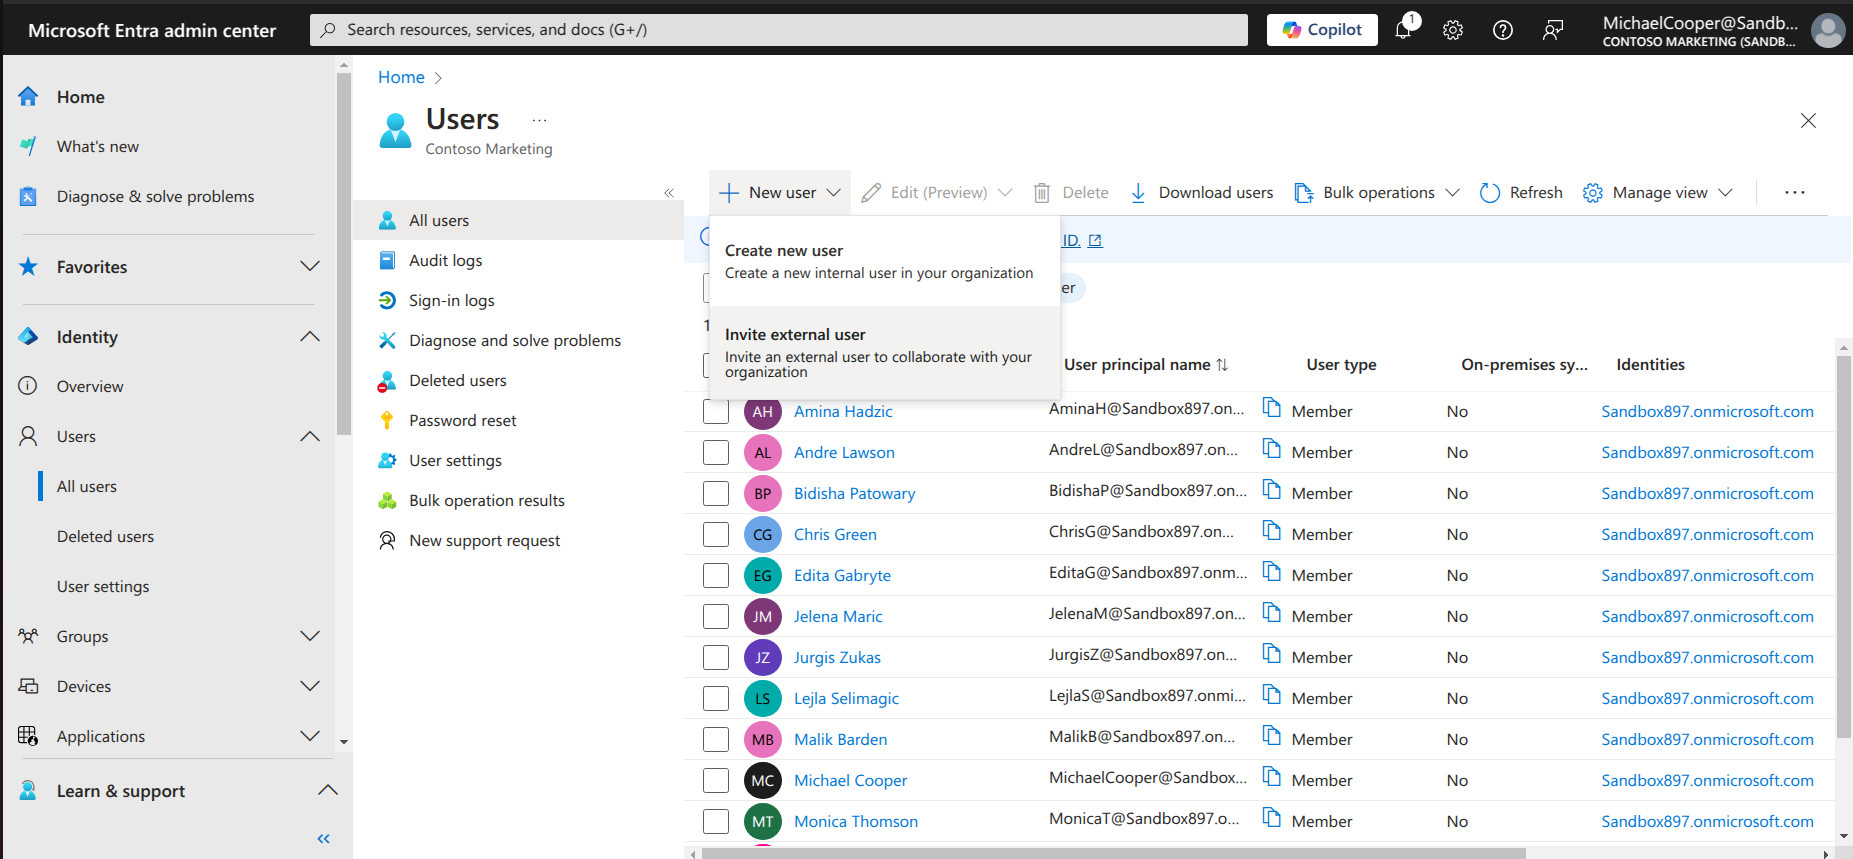 Microsoft Entra admin center
Search resources, services, and docs (G+/)
Copilot
1
MichaelCooper@Sandb...
CONTOSO MARKETING (SANDB...
Home
What's new
Diagnose & solve problems
Favorites
Identity
Overview
Users
All users
Deleted users
User settings
Groups
Devices
Applications
Learn & support
Home
Users
Contoso Marketing
All users
Audit logs
Sign-in logs
Diagnose and solve problems
Deleted users
Password reset
User settings
Bulk operation results
New support request
New user
Edit (Preview)
Delete
Download users
Bulk operations
Refresh
Manage view
Create new user
Create a new internal user in your organization
Invite external user
Invite an external user to collaborate with your
organization
ID.
er
1
User principal name
User type
On-premises sy...
Identities
AH Amina Hadzic AminaH@Sandbox897.on... Member No Sandbox897.onmicrosoft.com
AL Andre Lawson AndreL@Sandbox897.on... Member No Sandbox897.onmicrosoft.com
BP Bidisha Patowary BidishaP@Sandbox897.on... Member No Sandbox897.onmicrosoft.com
CG Chris Green ChrisG@Sandbox897.on... Member No Sandbox897.onmicrosoft.com
EG Edita Gabryte EditaG@Sandbox897.onm... Member No Sandbox897.onmicrosoft.com
JM Jelena Maric JelenaM@Sandbox897.on... Member No Sandbox897.onmicrosoft.com
JZ Jurgis Zukas JurgisZ@Sandbox897.on... Member No Sandbox897.onmicrosoft.com
LS Lejla Selimagic LejlaS@Sandbox897.onmi... Member No Sandbox897.onmicrosoft.com
MB Malik Barden MalikB@Sandbox897.on... Member No Sandbox897.onmicrosoft.com
MC Michael Cooper MichaelCooper@Sandbox... Member No Sandbox897.onmicrosoft.com
MT Monica Thomson MonicaT@Sandbox897.o... Member No Sandbox897.onmicrosoft.com